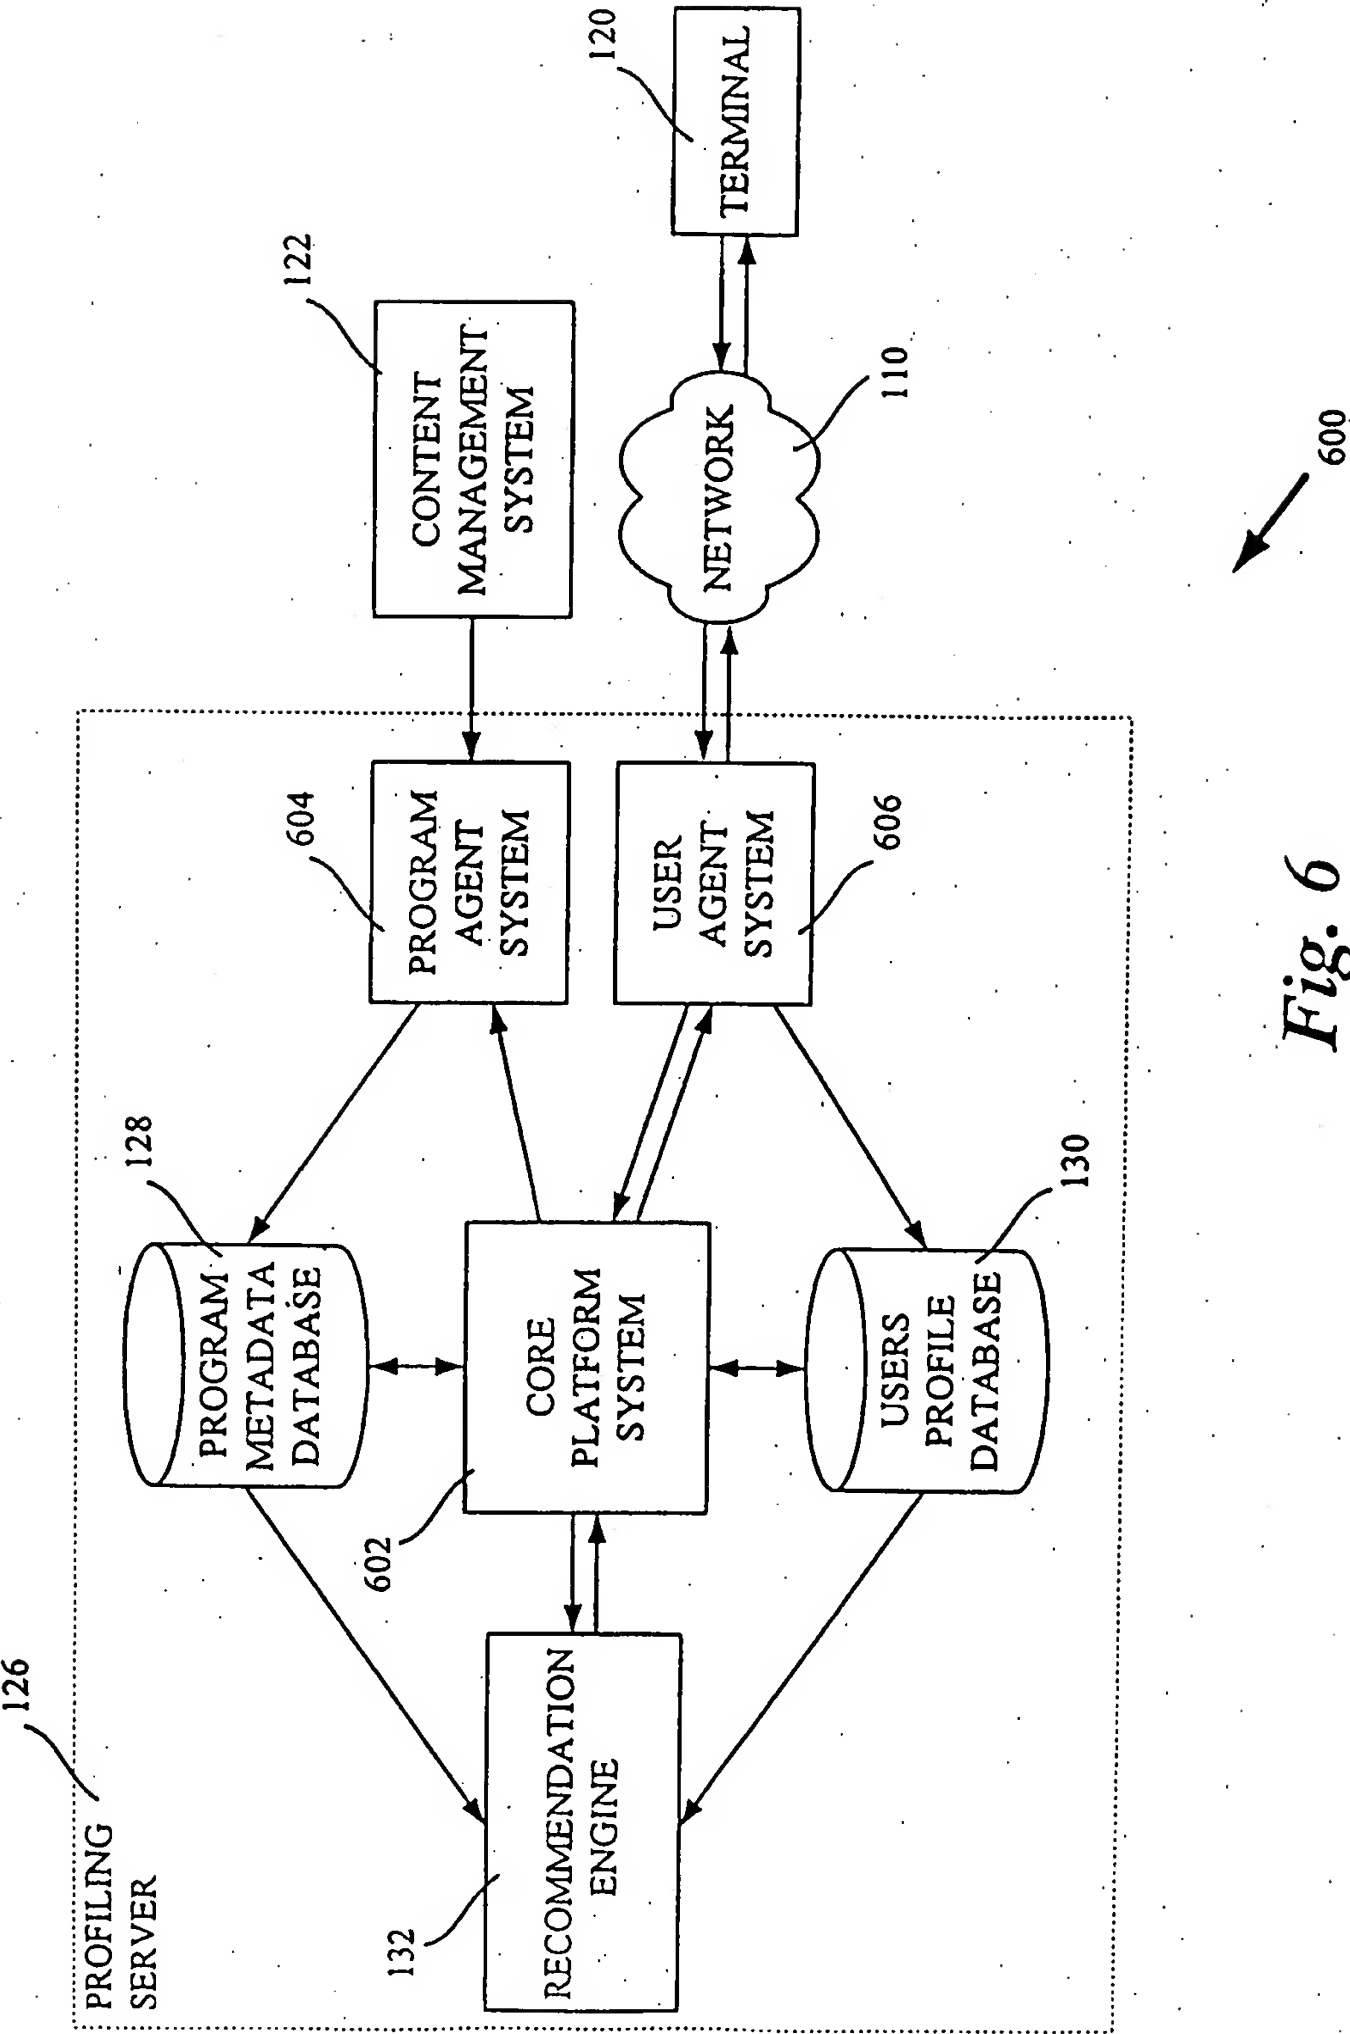 PROFILING
SERVER
126
132
RECOMMENDATION
ENGINE
602
CORE
PLATFORM
SYSTEM
128
PROGRAM
METADATA
DATABASE
USERS
PROFILE
DATABASE
130
604
PROGRAM
AGENT
SYSTEM
USER
AGENT
SYSTEM
606
122
CONTENT
MANAGEMENT
SYSTEM
NETWORK
110
120
TERMINAL
600
Fig. 6